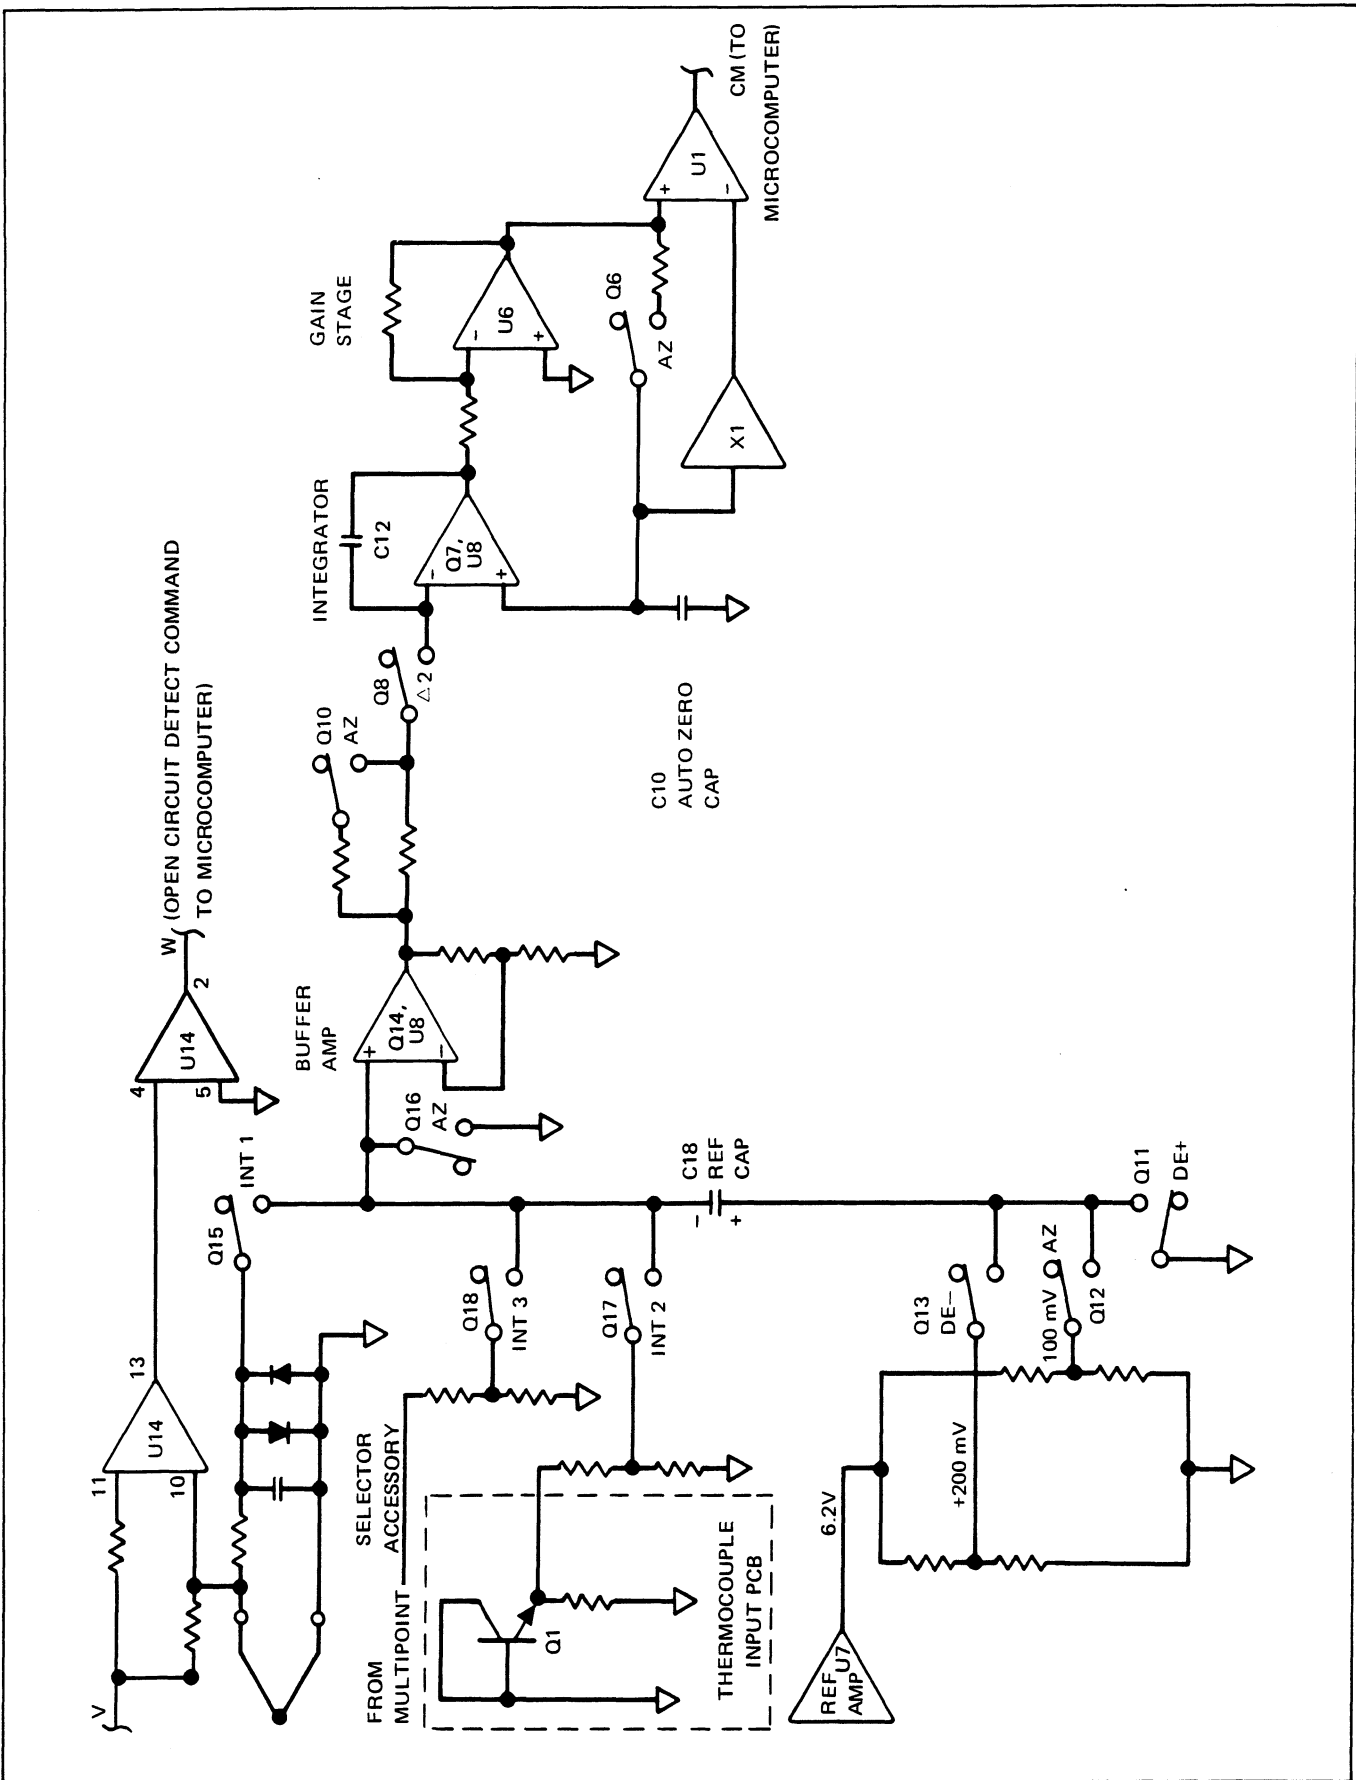 V
11
10
U14
13
4
5
U14
2
W
(OPEN CIRCUIT DETECT COMMAND
TO MICROCOMPUTER)
Q15
INT 1
FROM
MULTIPOINT
SELECTOR
ACCESSORY
Q18
INT 3
Q17
INT 2
Q1
THERMOCOUPLE
INPUT PCB
Q16
AZ
BUFFER
AMP
+
−
Q14,
U8
Q10
AZ
Q8
△2
INTEGRATOR
C12
−
+
Q7,
U8
C10
AUTO ZERO
CAP
GAIN
STAGE
−
+
U6
Q6
AZ
X1
+
−
U1
CM (TO
MICROCOMPUTER)
C18
REF
CAP
−
+
REF
AMP
U7
6.2V
+200 mV
Q13
DE−
100 mV
AZ
Q12
Q11
DE+